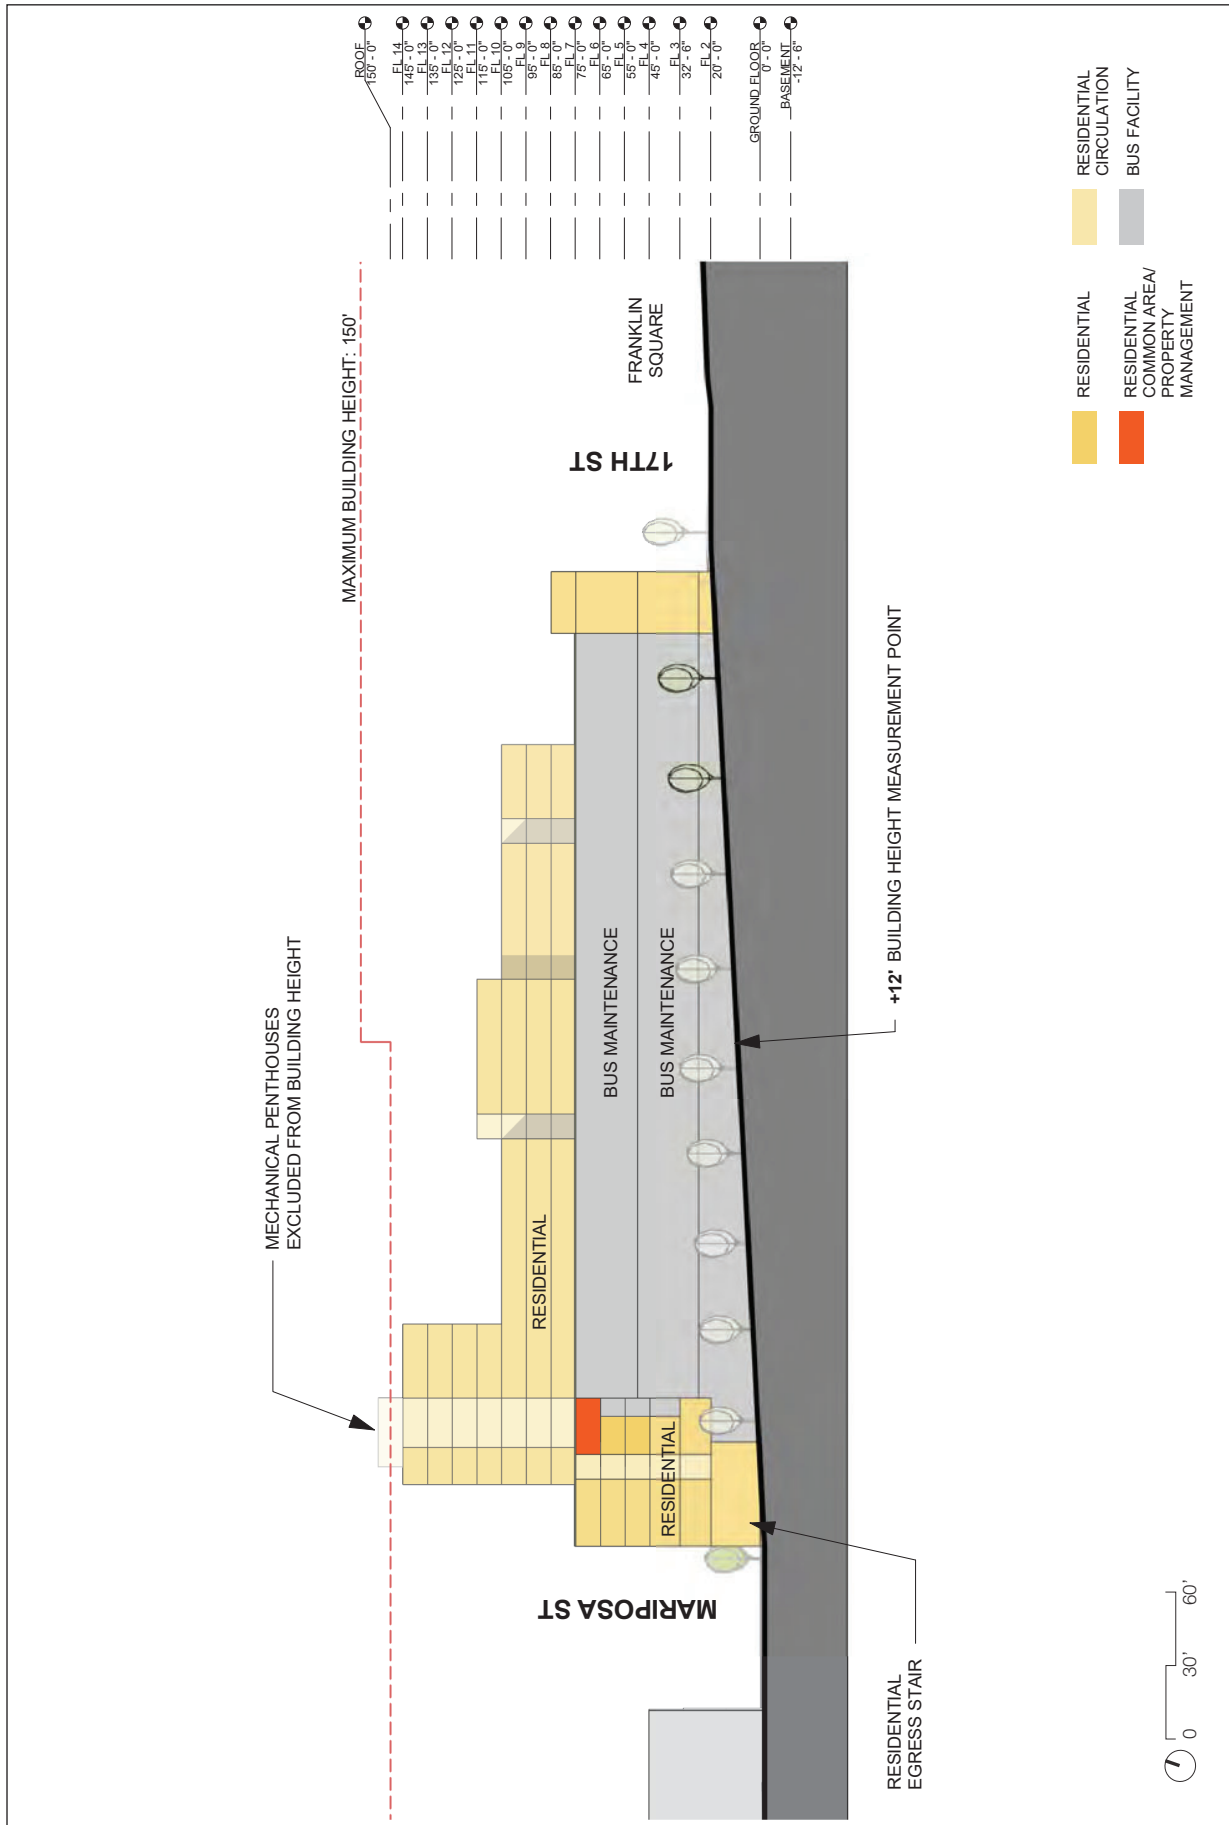 MECHANICAL PENTHOUSES
EXCLUDED FROM BUILDING HEIGHT
MAXIMUM BUILDING HEIGHT: 150'
ROOF
150' - 0"
FL 14
145' - 0"
FL 13
135' - 0"
FL 12
125' - 0"
FL 11
115' - 0"
FL 10
105' - 0"
FL 9
95' - 0"
FL 8
85' - 0"
FL 7
75' - 0"
FL 6
65' - 0"
FL 5
55' - 0"
FL 4
45' - 0"
FL 3
32' - 6"
FL 2
20' - 0"
GROUND FLOOR
0' - 0"
BASEMENT
-12' - 6"
RESIDENTIAL
BUS MAINTENANCE
BUS MAINTENANCE
RESIDENTIAL
MARIPOSA ST
17TH ST
FRANKLIN
SQUARE
RESIDENTIAL
EGRESS STAIR
+12' BUILDING HEIGHT MEASUREMENT POINT
0 30' 60'
RESIDENTIAL
RESIDENTIAL
COMMON AREA/
PROPERTY
MANAGEMENT
RESIDENTIAL
CIRCULATION
BUS FACILITY